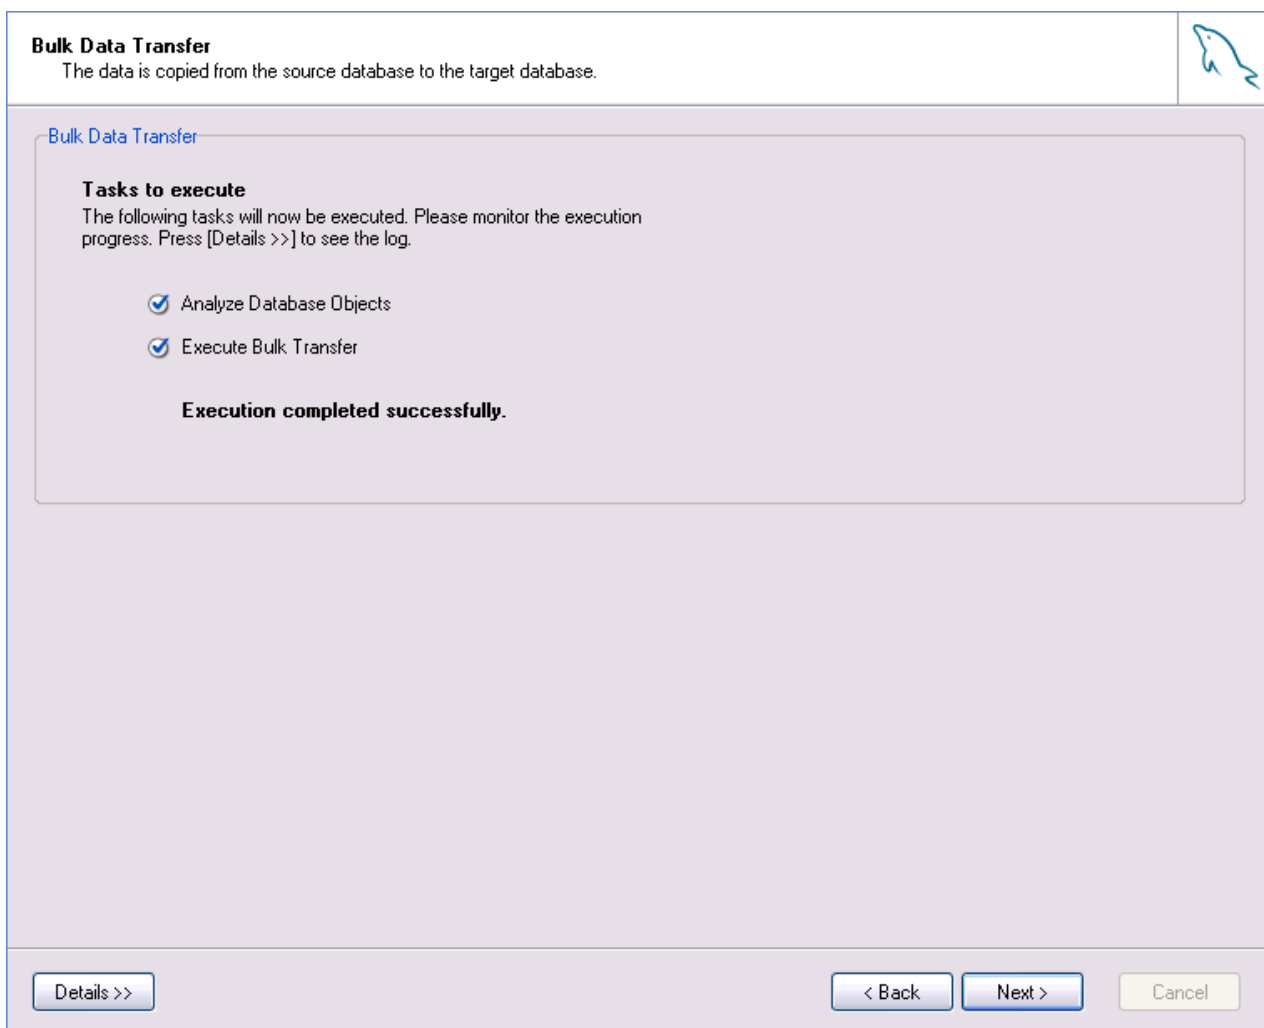 Bulk Data Transfer
The data is copied from the source database to the target database.
Bulk Data Transfer
Tasks to execute
The following tasks will now be executed. Please monitor the execution
progress. Press [Details >>] to see the log.
Analyze Database Objects
Execute Bulk Transfer
Execution completed successfully.
Details >>
< Back
Next >
Cancel